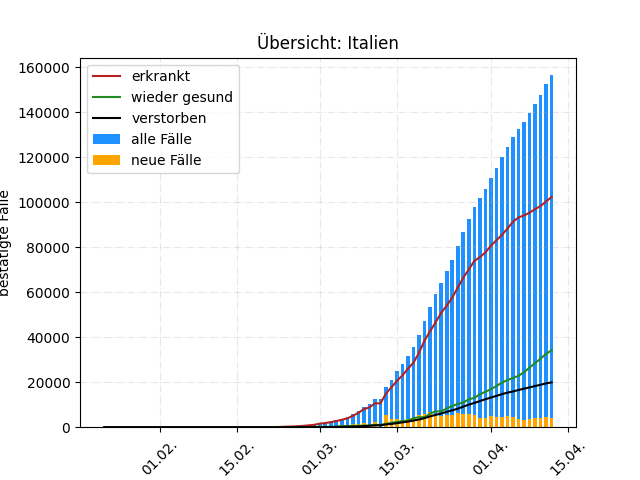 Übersicht: Italien
erkrankt
wieder gesund
verstorben
alle Fälle
neue Fälle
bestätigte Fälle
160000
140000
120000
100000
80000
60000
40000
20000
0
01.02.
15.02.
01.03.
15.03.
01.04.
15.04.